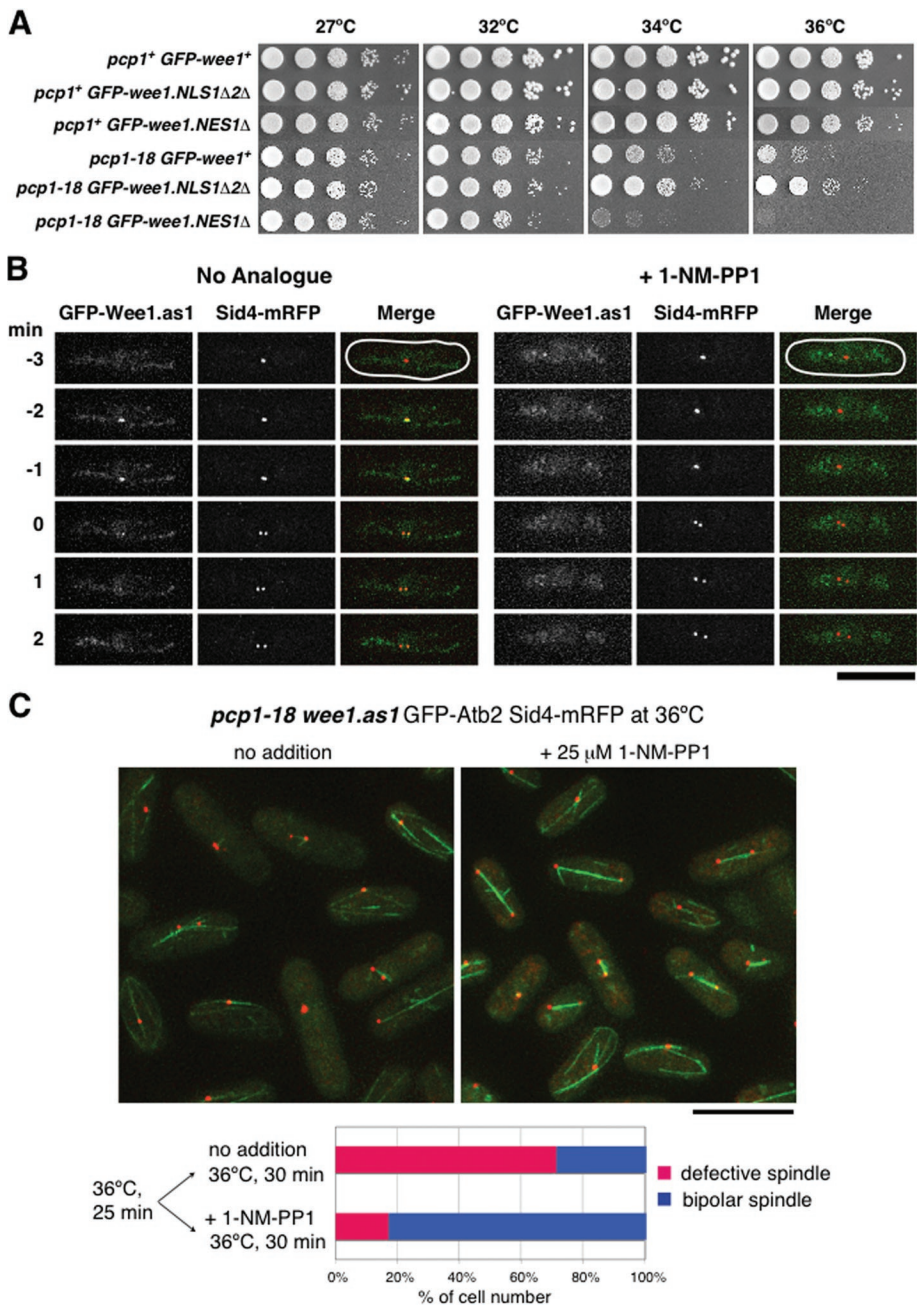 A
27ºC 32ºC 34ºC 36ºC
pcp1+ GFP-wee1+
pcp1+ GFP-wee1.NLS1Δ2Δ
pcp1+ GFP-wee1.NES1Δ
pcp1-18 GFP-wee1+
pcp1-18 GFP-wee1.NLS1Δ2Δ
pcp1-18 GFP-wee1.NES1Δ
B
No Analogue + 1-NM-PP1
GFP-Wee1.as1 Sid4-mRFP Merge GFP-Wee1.as1 Sid4-mRFP Merge
min
-3
-2
-1
0
1
2
C
pcp1-18 wee1.as1 GFP-Atb2 Sid4-mRFP at 36ºC
no addition + 25 μM 1-NM-PP1
36ºC,
25 min
no addition
36ºC, 30 min
+ 1-NM-PP1
36ºC, 30 min
defective spindle
bipolar spindle
0% 20% 40% 60% 80% 100%
% of cell number